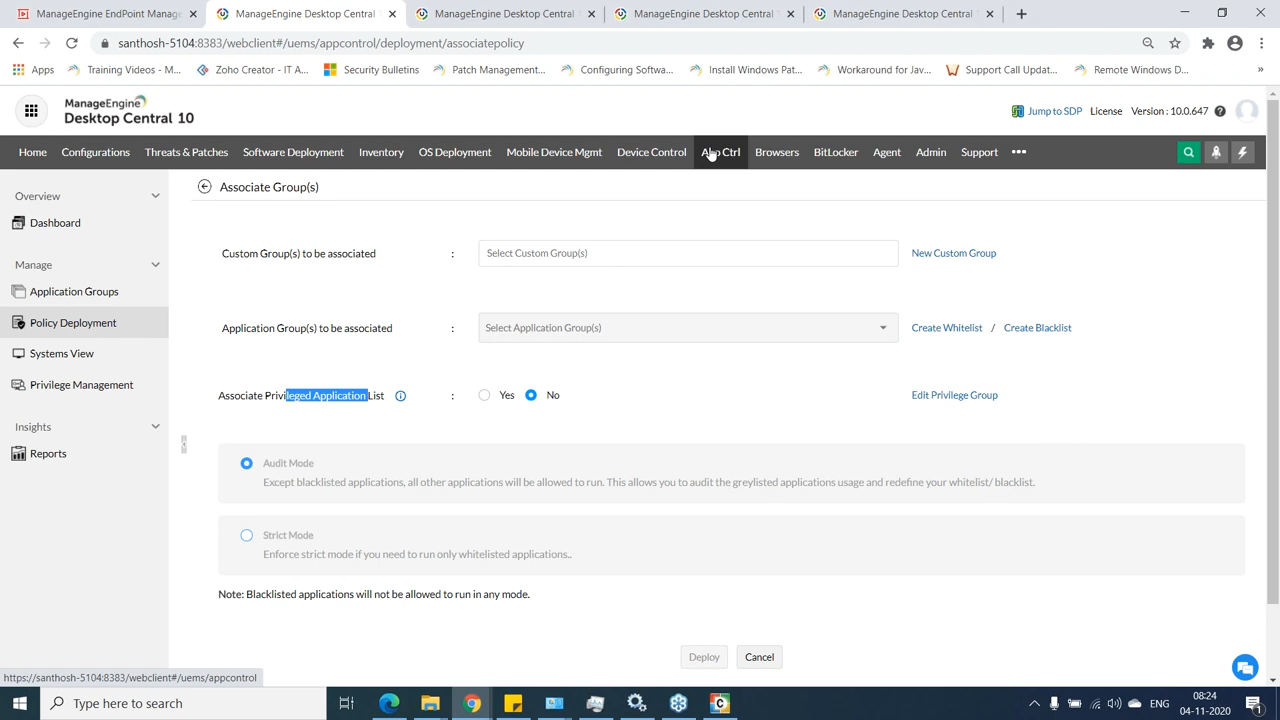 ManageEngine EndPoint Manage
ManageEngine Desktop Central 1
ManageEngine Desktop Central
ManageEngine Desktop Central
ManageEngine Desktop Central
santhosh-5104:8383/webclient#/uems/appcontrol/deployment/associatepolicy
Apps
Training Videos - M...
Zoho Creator - IT A...
Security Bulletins
Patch Management...
Configuring Softwa...
Install Windows Pat...
Workaround for Jav...
Support Call Updat...
Remote Windows D...
»
ManageEngine
Desktop Central 10
Jump to SDP
License
Version : 10.0.647
Home
Configurations
Threats & Patches
Software Deployment
Inventory
OS Deployment
Mobile Device Mgmt
Device Control
App Ctrl
Browsers
BitLocker
Agent
Admin
Support
Overview
Dashboard
Manage
Application Groups
Policy Deployment
Systems View
Privilege Management
Insights
Reports
Associate Group(s)
Custom Group(s) to be associated : Select Custom Group(s) New Custom Group
Application Group(s) to be associated : Select Application Group(s) Create Whitelist / Create Blacklist
Associate Privileged Application List : Yes No Edit Privilege Group
Audit Mode
Except blacklisted applications, all other applications will be allowed to run. This allows you to audit the greylisted applications usage and redefine your whitelist/ blacklist.
Strict Mode
Enforce strict mode if you need to run only whitelisted applications..
Note: Blacklisted applications will not be allowed to run in any mode.
Deploy
Cancel
https://santhosh-5104:8383/webclient#/uems/appcontrol
Type here to search
ENG
08:24
04-11-2020